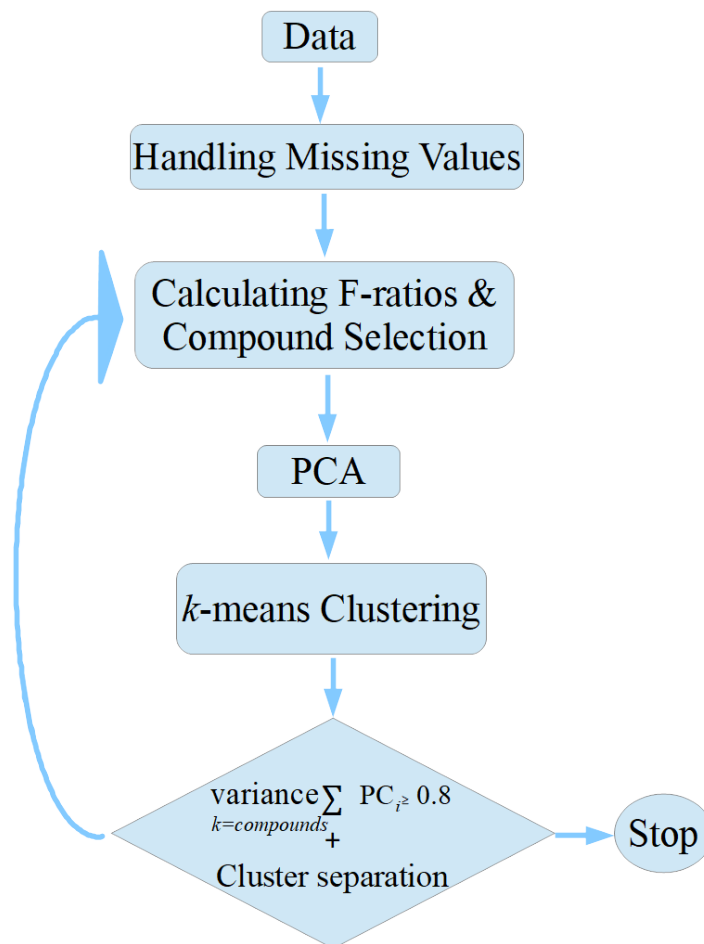 Data
Handling Missing Values
Calculating F-ratios &
Compound Selection
PCA
k-means Clustering
variance∑ PCi≥ 0.8
k=compounds
+
Cluster separation
Stop